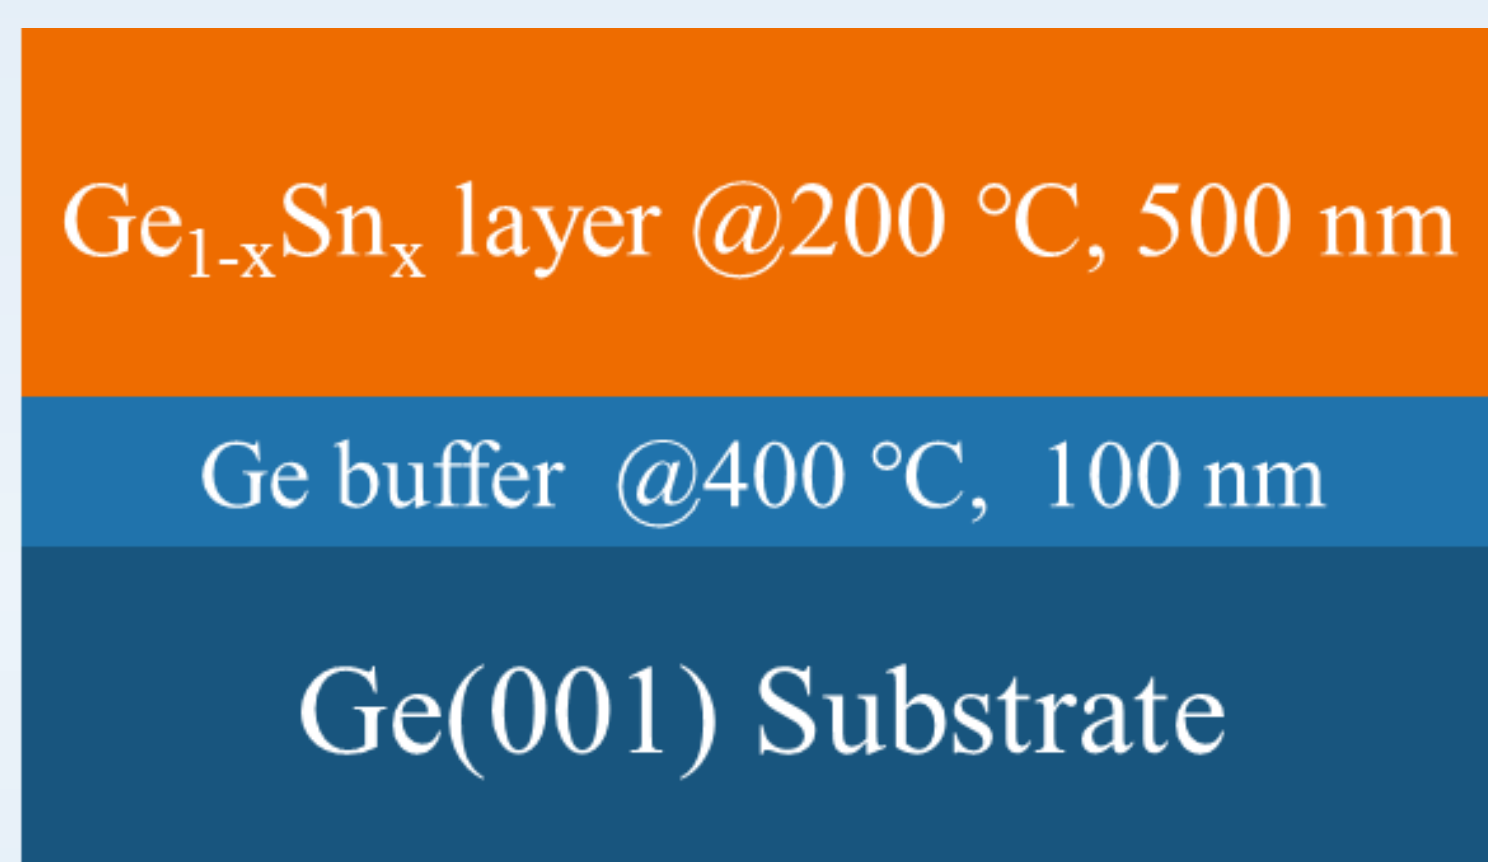 Ge₁₋ₓSnₓ layer @200 ℃, 500 nm
Ge buffer @400 ℃, 100 nm
Ge(001) Substrate